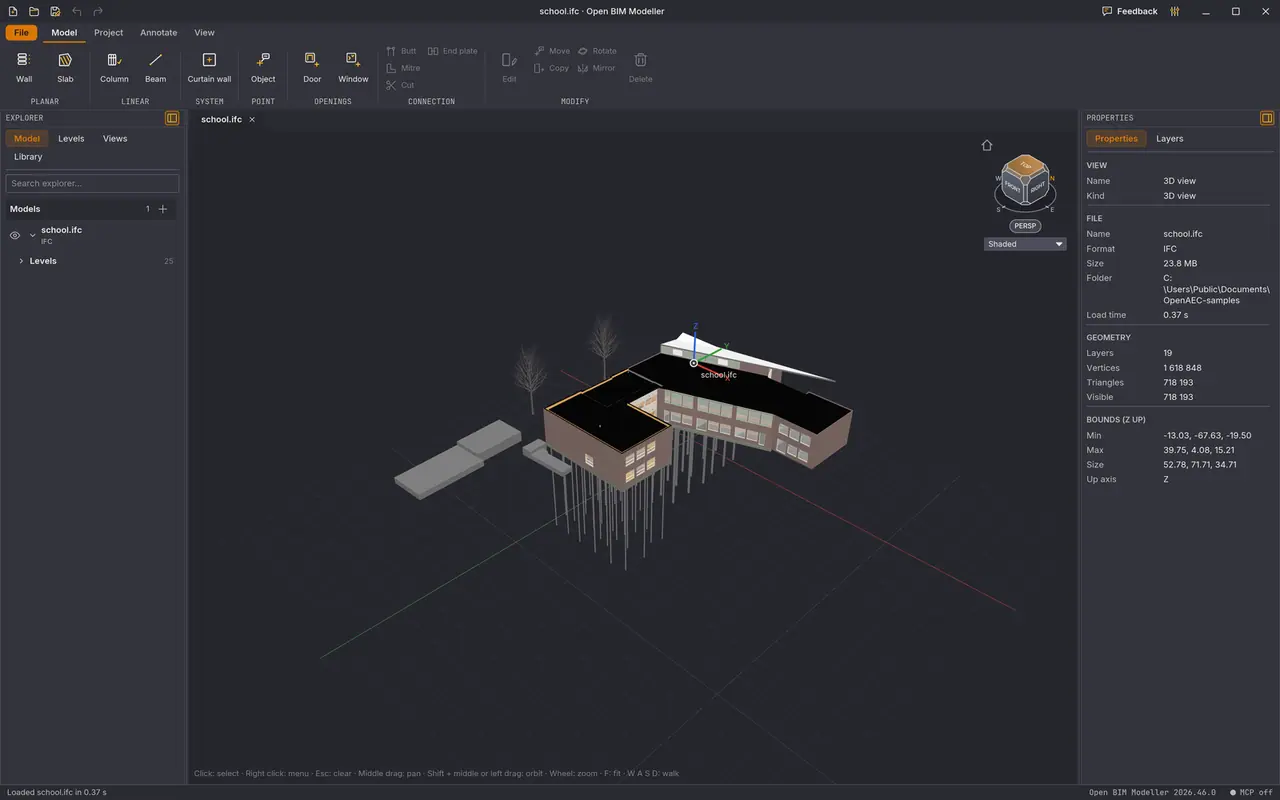 school.ifc · Open BIM Modeller
Feedback
File Model Project Annotate View
Wall Slab Column Beam Curtain wall Object Door Window
Butt End plate
Mitre
Cut
Edit
Move Rotate
Copy Mirror
Delete
PLANAR LINEAR SYSTEM POINT OPENINGS CONNECTION MODIFY
EXPLORER
Model Levels Views
Library
Search explorer...
Models 1
school.ifc
IFC
Levels 25
school.ifc
TOP
FRONT RIGHT
W N
S E
PERSP
Shaded
Z
Y
X
school.ifc
Click: select · Right click: menu · Esc: clear · Middle drag: pan · Shift + middle or left drag: orbit · Wheel: zoom · F: fit · W A S D: walk
PROPERTIES
Properties Layers
VIEW
Name 3D view
Kind 3D view
FILE
Name school.ifc
Format IFC
Size 23.8 MB
Folder C:
\Users\Public\Documents\
OpenAEC-samples
Load time 0.37 s
GEOMETRY
Layers 19
Vertices 1 618 848
Triangles 718 193
Visible 718 193
BOUNDS (Z UP)
Min -13.03, -67.63, -19.50
Max 39.75, 4.08, 15.21
Size 52.78, 71.71, 34.71
Up axis Z
Loaded school.ifc in 0.37 s
Open BIM Modeller 2026.46.0 MCP off